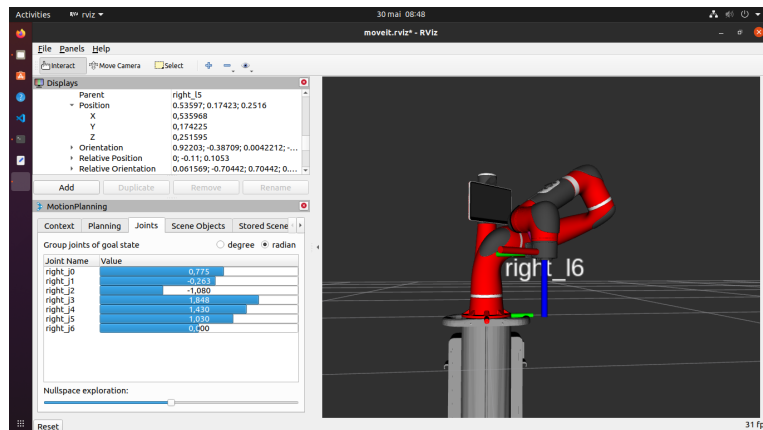 Activities RViz rviz 30 mai 08:48
moveit.rviz* - RViz
File Panels Help
Interact Move Camera Select
Displays
Parent right_l5
Position 0.53597; 0.17423; 0.2516
X 0,535968
Y 0,174225
Z 0,251595
Orientation 0.92203; -0.38709; 0.0042212; -...
Relative Position 0; -0.11; 0.1053
Relative Orientation 0.061569; -0.70442; 0.70442; 0....
Add Duplicate Remove Rename
MotionPlanning
Context Planning Joints Scene Objects Stored Scene
Group joints of goal state degree radian
Joint Name Value
right_j0 0,775
right_j1 -0,263
right_j2 -1,080
right_j3 1,848
right_j4 1,430
right_j5 1,030
right_j6 0,900
Nullspace exploration:
right_l6
Reset 31 fp